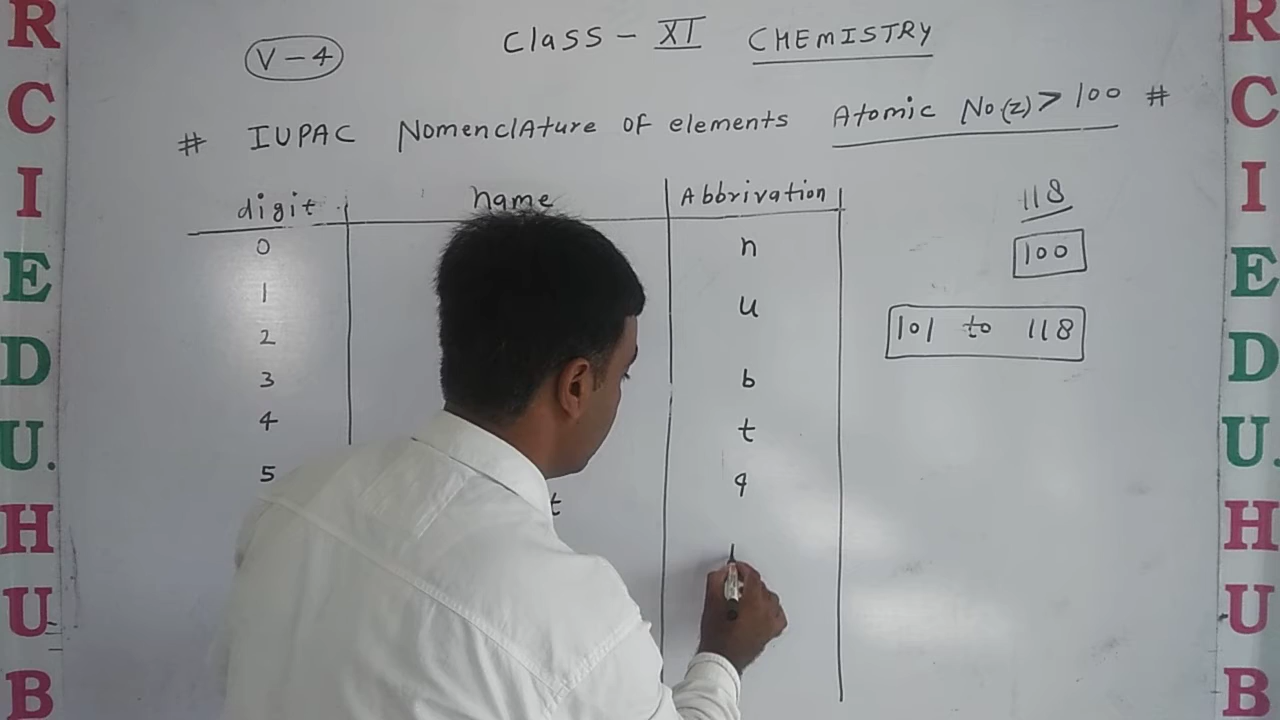 V-4
Class - XI CHEMISTRY
# IUPAC NomenclAture OF elements Atomic No(z) > 100 #
digit name Abbrivation
0 n
1 u
2
3 b
4 t
5 q
t
118
100
101 to 118
RCIEDU.HUB
RCIEDU.HUB